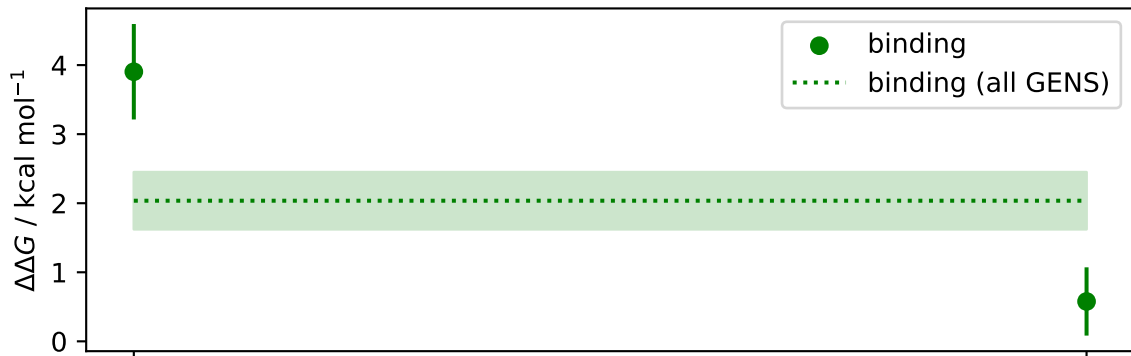 ΔΔG / kcal mol⁻¹
4
3
2
1
0
binding
binding (all GENS)